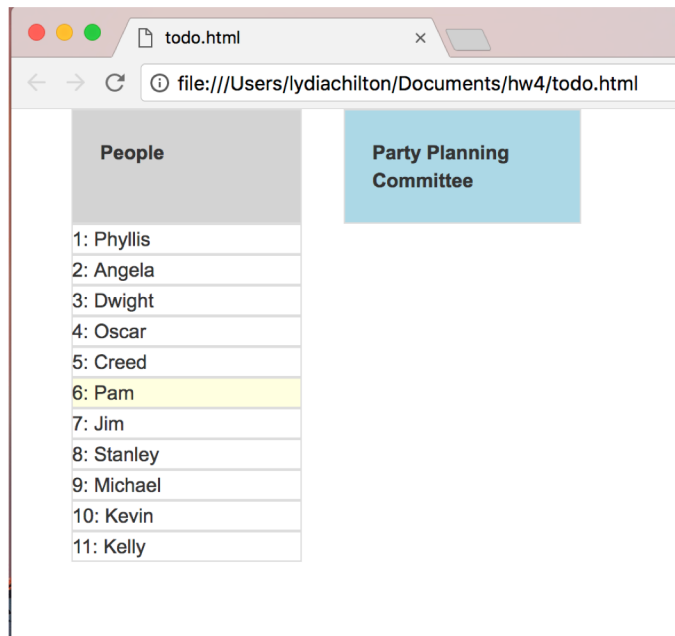 todo.html
file:///Users/lydiachilton/Documents/hw4/todo.html
People
Party Planning
Committee
1: Phyllis
2: Angela
3: Dwight
4: Oscar
5: Creed
6: Pam
7: Jim
8: Stanley
9: Michael
10: Kevin
11: Kelly